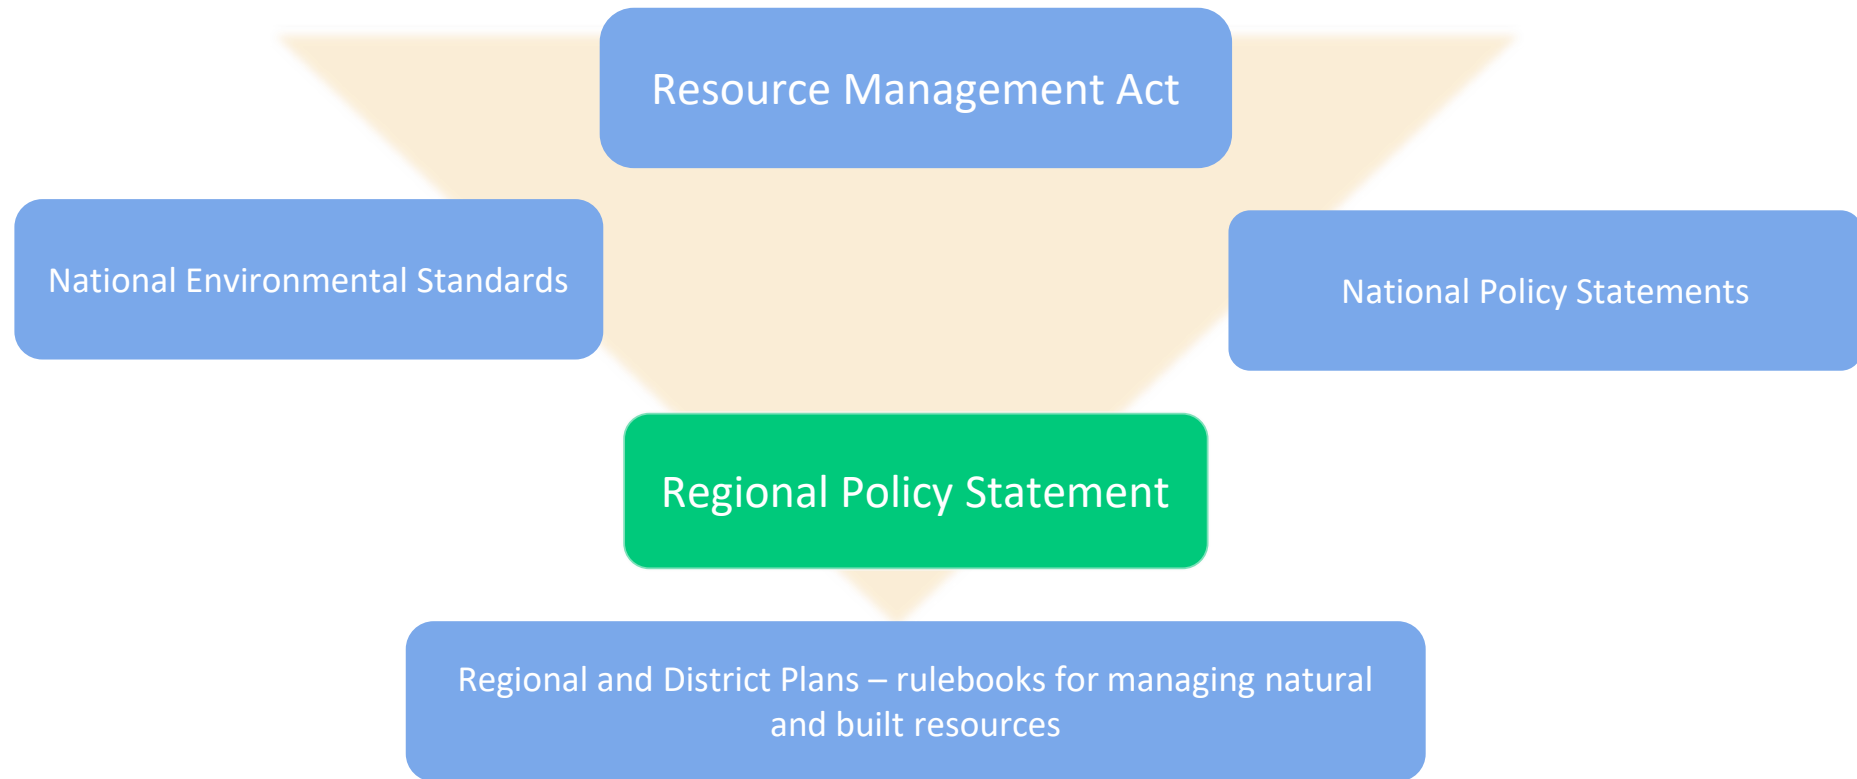 Resource Management Act
National Environmental Standards
National Policy Statements
Regional Policy Statement
Regional and District Plans – rulebooks for managing natural
and built resources